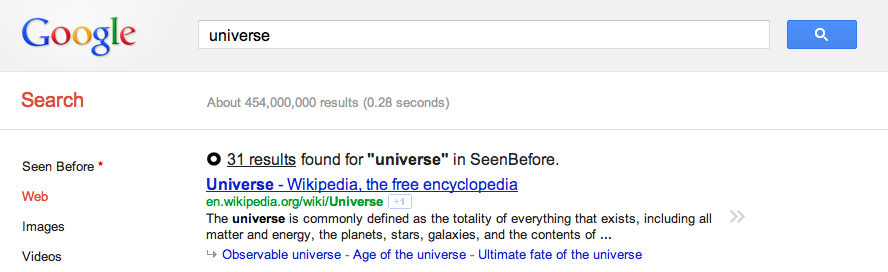 Google
universe
Search
About 454,000,000 results (0.28 seconds)
Seen Before *
Web
Images
Videos
31 results found for "universe" in SeenBefore.
Universe - Wikipedia, the free encyclopedia
en.wikipedia.org/wiki/Universe +1
The universe is commonly defined as the totality of everything that exists, including all
matter and energy, the planets, stars, galaxies, and the contents of ...
Observable universe - Age of the universe - Ultimate fate of the universe